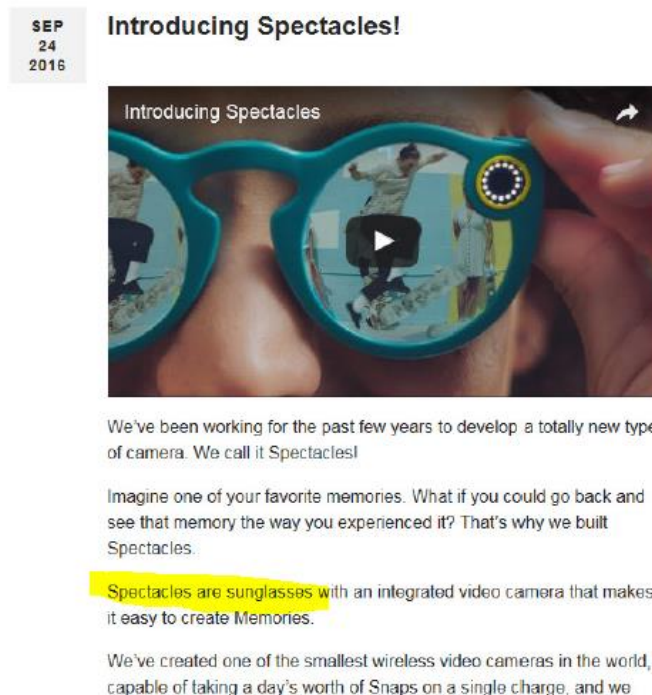 SEP
24
2016
Introducing Spectacles!
Introducing Spectacles
We've been working for the past few years to develop a totally new type
of camera. We call it Spectacles!
Imagine one of your favorite memories. What if you could go back and
see that memory the way you experienced it? That's why we built
Spectacles.
Spectacles are sunglasses with an integrated video camera that makes
it easy to create Memories.
We've created one of the smallest wireless video cameras in the world,
capable of taking a day's worth of Snaps on a single charge, and we